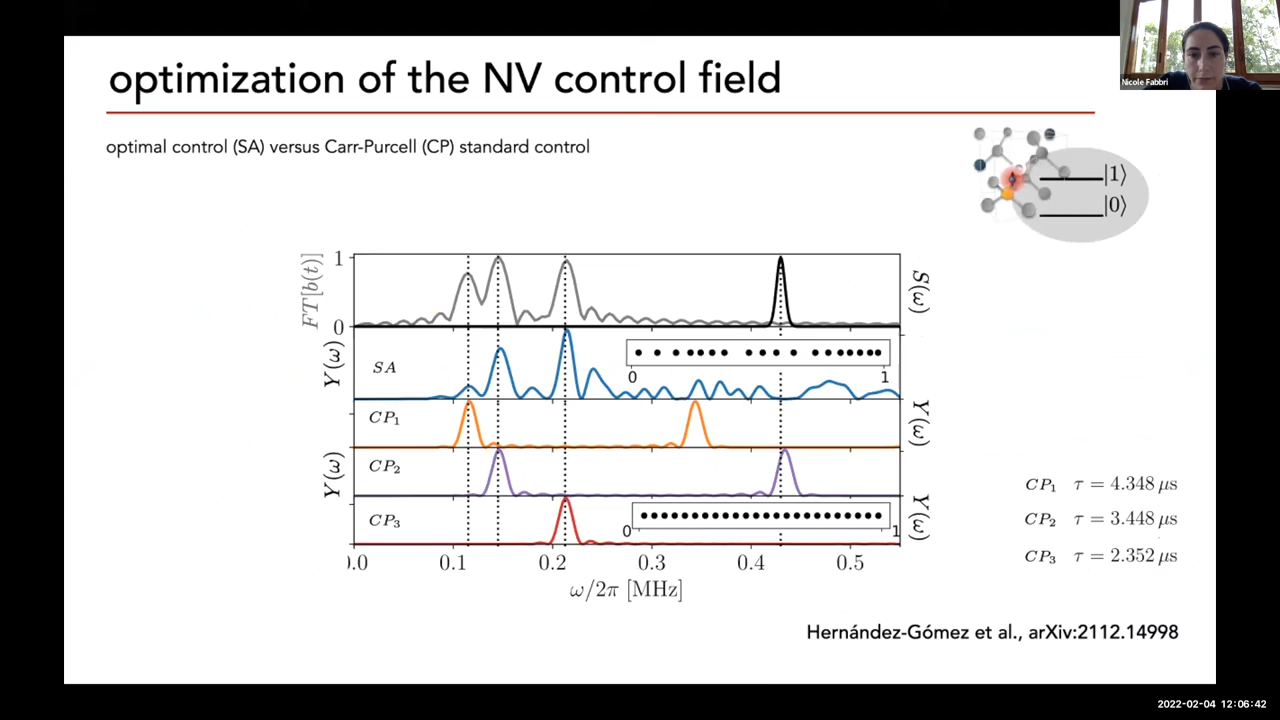 Nicole Fabbri
optimization of the NV control field
optimal control (SA) versus Carr-Purcell (CP) standard control
|1⟩
|0⟩
FT[b(t)]
1
0
S(ω)
Y(ω)
SA
0
1
CP₁
Y(ω)
Y(ω)
CP₂
CP₃
0
1
Y(ω)
0.0
0.1
0.2
0.3
0.4
0.5
ω/2π [MHz]
CP₁ τ = 4.348 μs
CP₂ τ = 3.448 μs
CP₃ τ = 2.352 μs
Hernández-Gómez et al., arXiv:2112.14998
2022-02-04 12:06:42